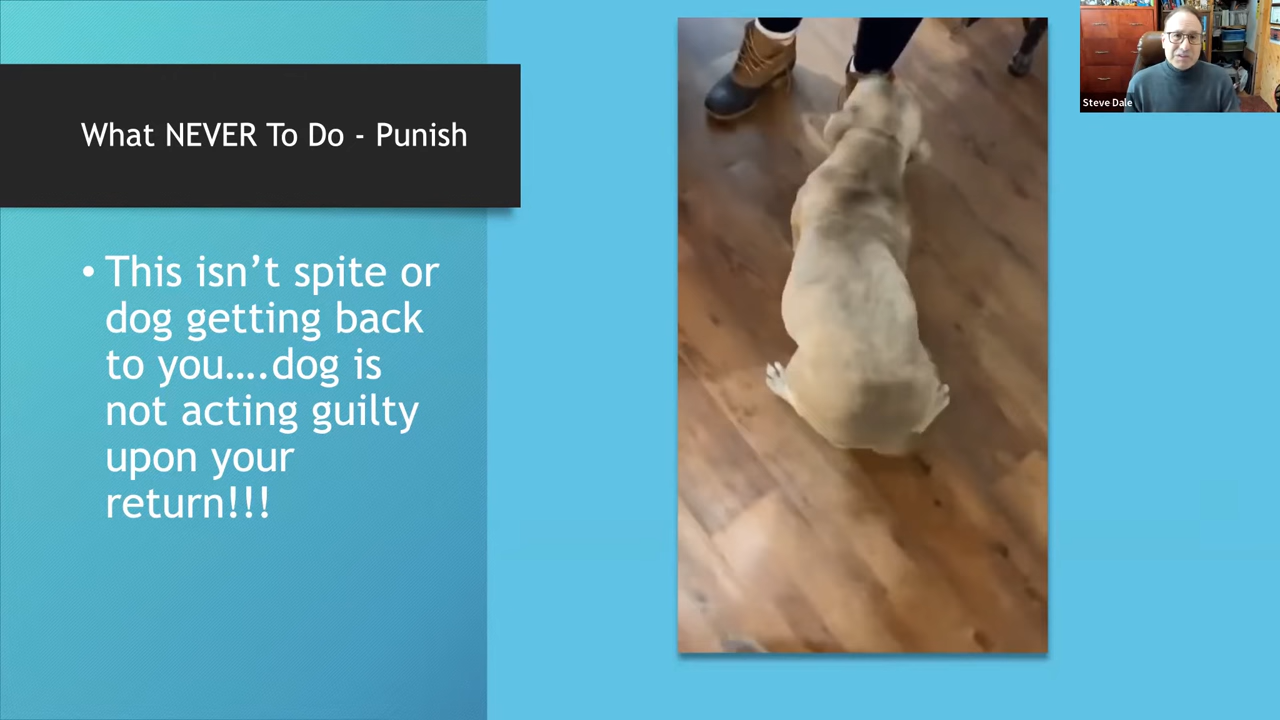 What NEVER To Do - Punish
• This isn’t spite or
dog getting back
to you….dog is
not acting guilty
upon your
return!!!
Steve Dale